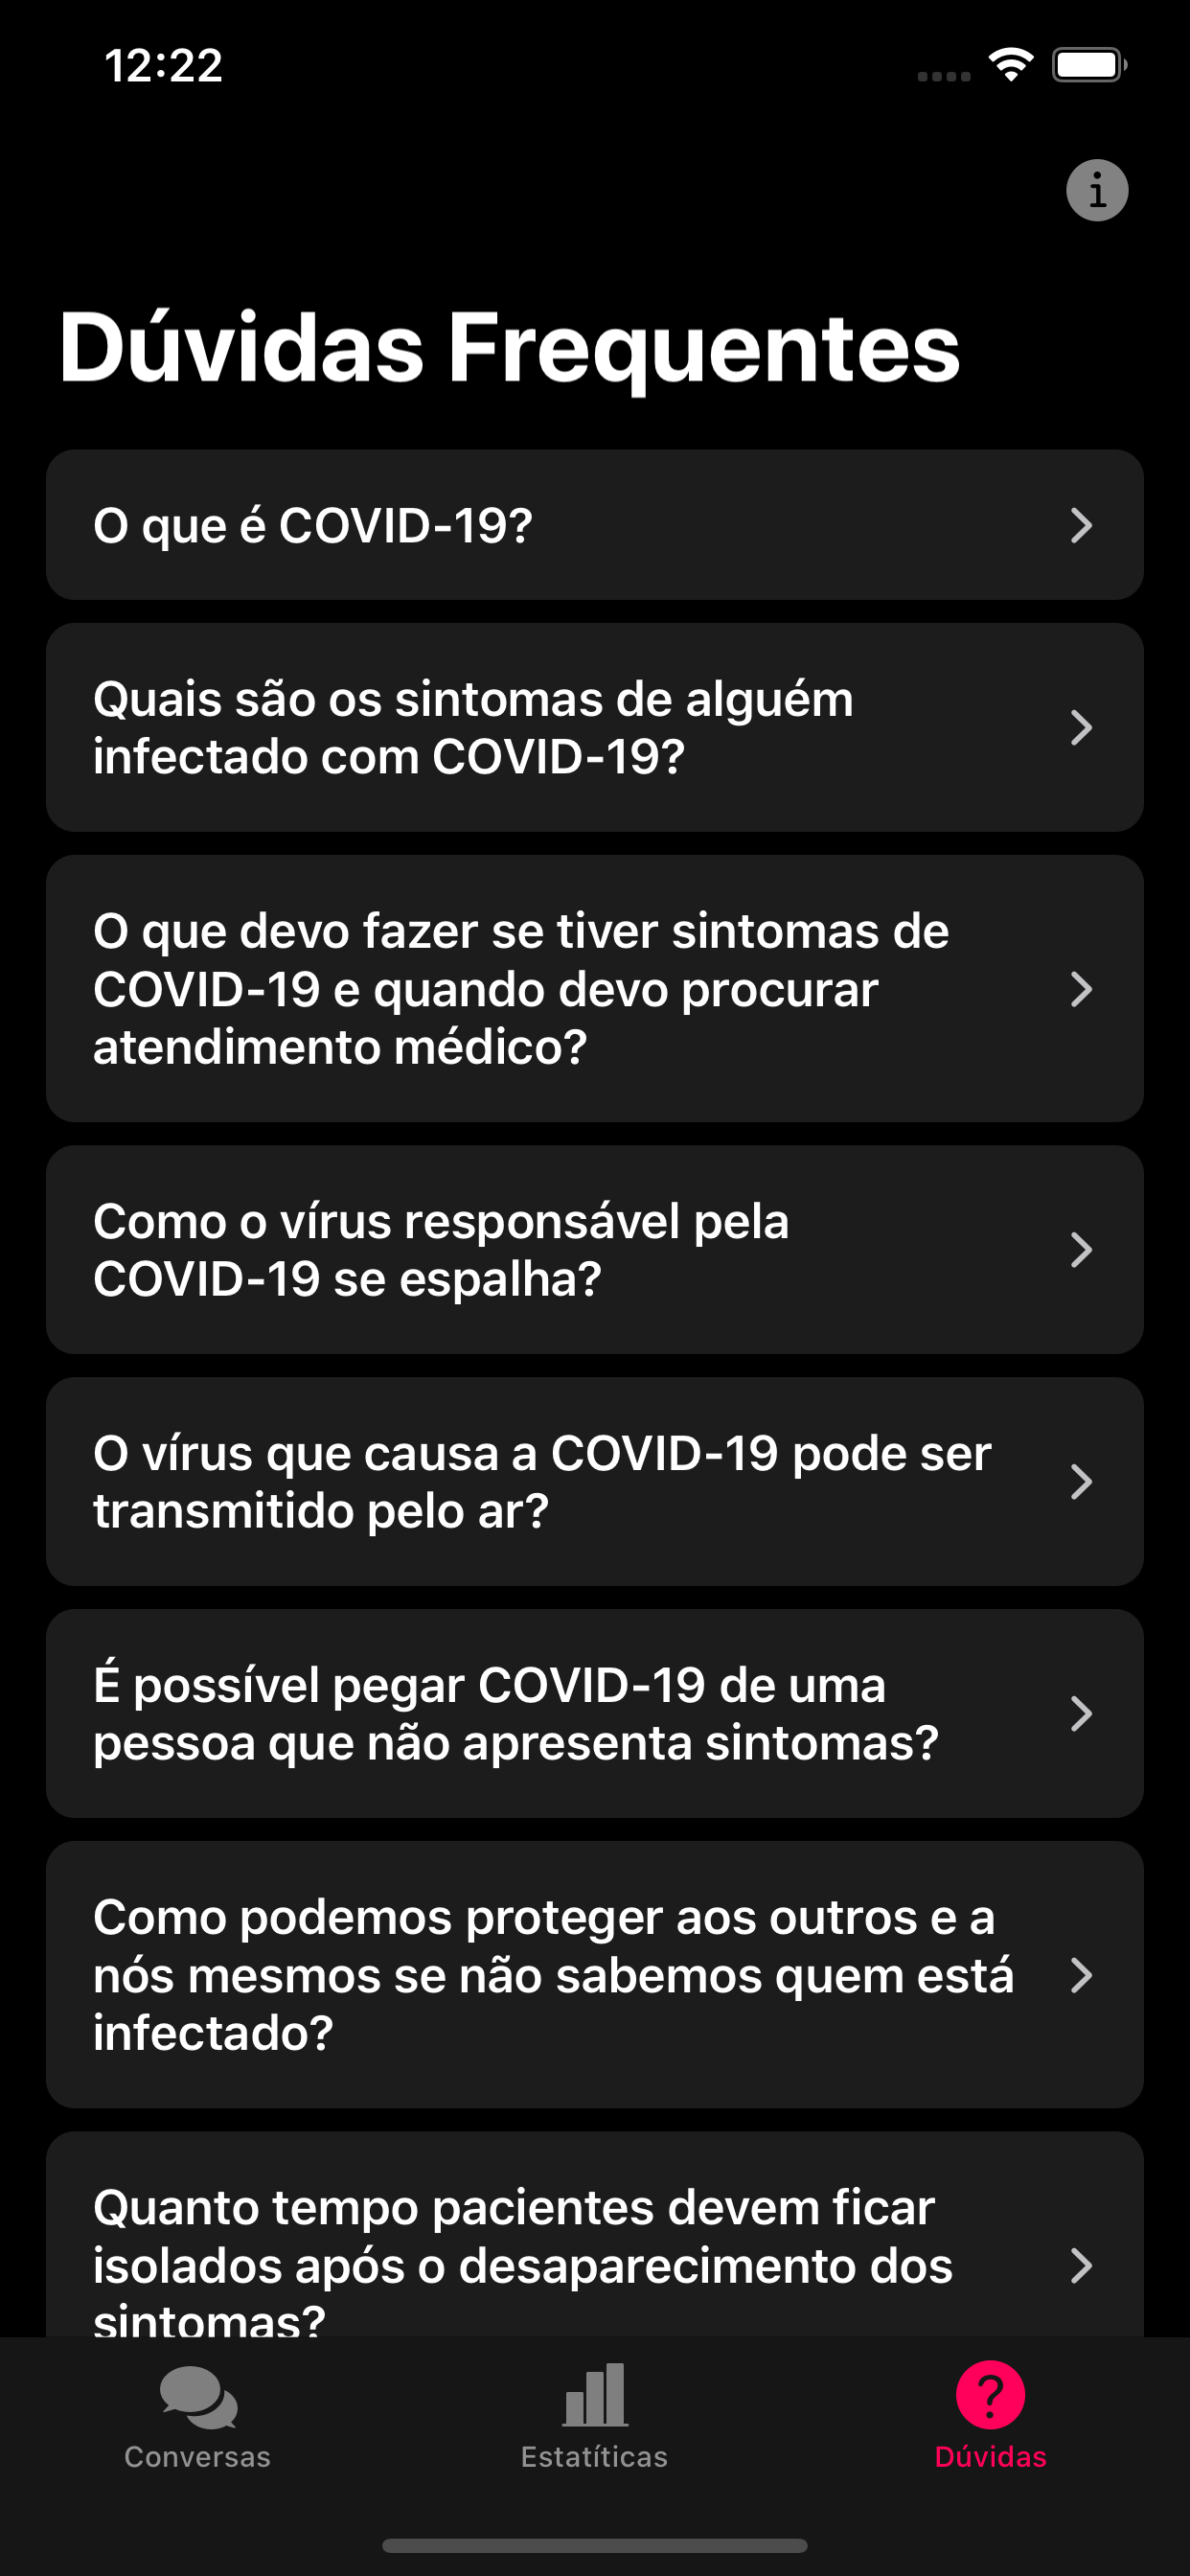 12:22
Dúvidas Frequentes
O que é COVID-19?
Quais são os sintomas de alguém
infectado com COVID-19?
O que devo fazer se tiver sintomas de
COVID-19 e quando devo procurar
atendimento médico?
Como o vírus responsável pela
COVID-19 se espalha?
O vírus que causa a COVID-19 pode ser
transmitido pelo ar?
É possível pegar COVID-19 de uma
pessoa que não apresenta sintomas?
Como podemos proteger aos outros e a
nós mesmos se não sabemos quem está
infectado?
Quanto tempo pacientes devem ficar
isolados após o desaparecimento dos
sintomas?
Conversas
Estatíticas
Dúvidas